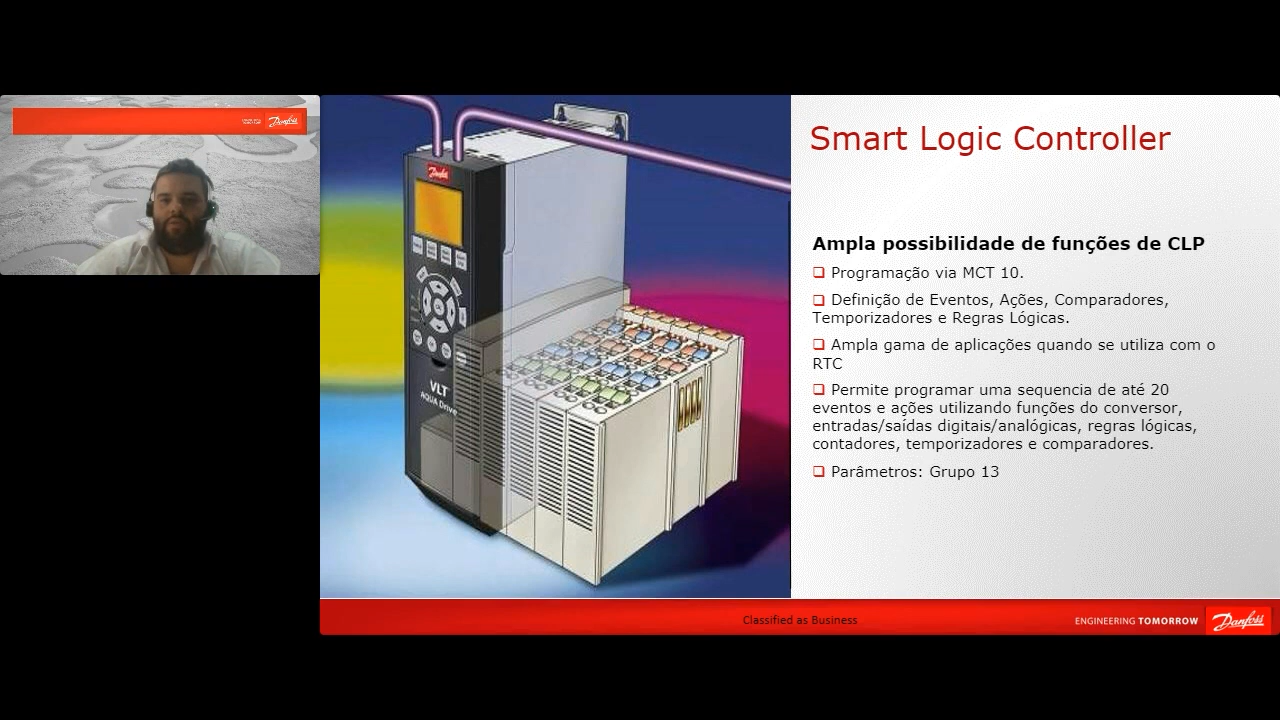 Danfoss
Smart Logic Controller
Ampla possibilidade de funções de CLP
Programação via MCT 10.
Definição de Eventos, Ações, Comparadores,
Temporizadores e Regras Lógicas.
Ampla gama de aplicações quando se utiliza com o
RTC
Permite programar uma sequencia de até 20
eventos e ações utilizando funções do conversor,
entradas/saídas digitais/analógicas, regras lógicas,
contadores, temporizadores e comparadores.
Parâmetros: Grupo 13
Danfoss
VLT
AQUA Drive
Classified as Business
ENGINEERING TOMORROW
Danfoss